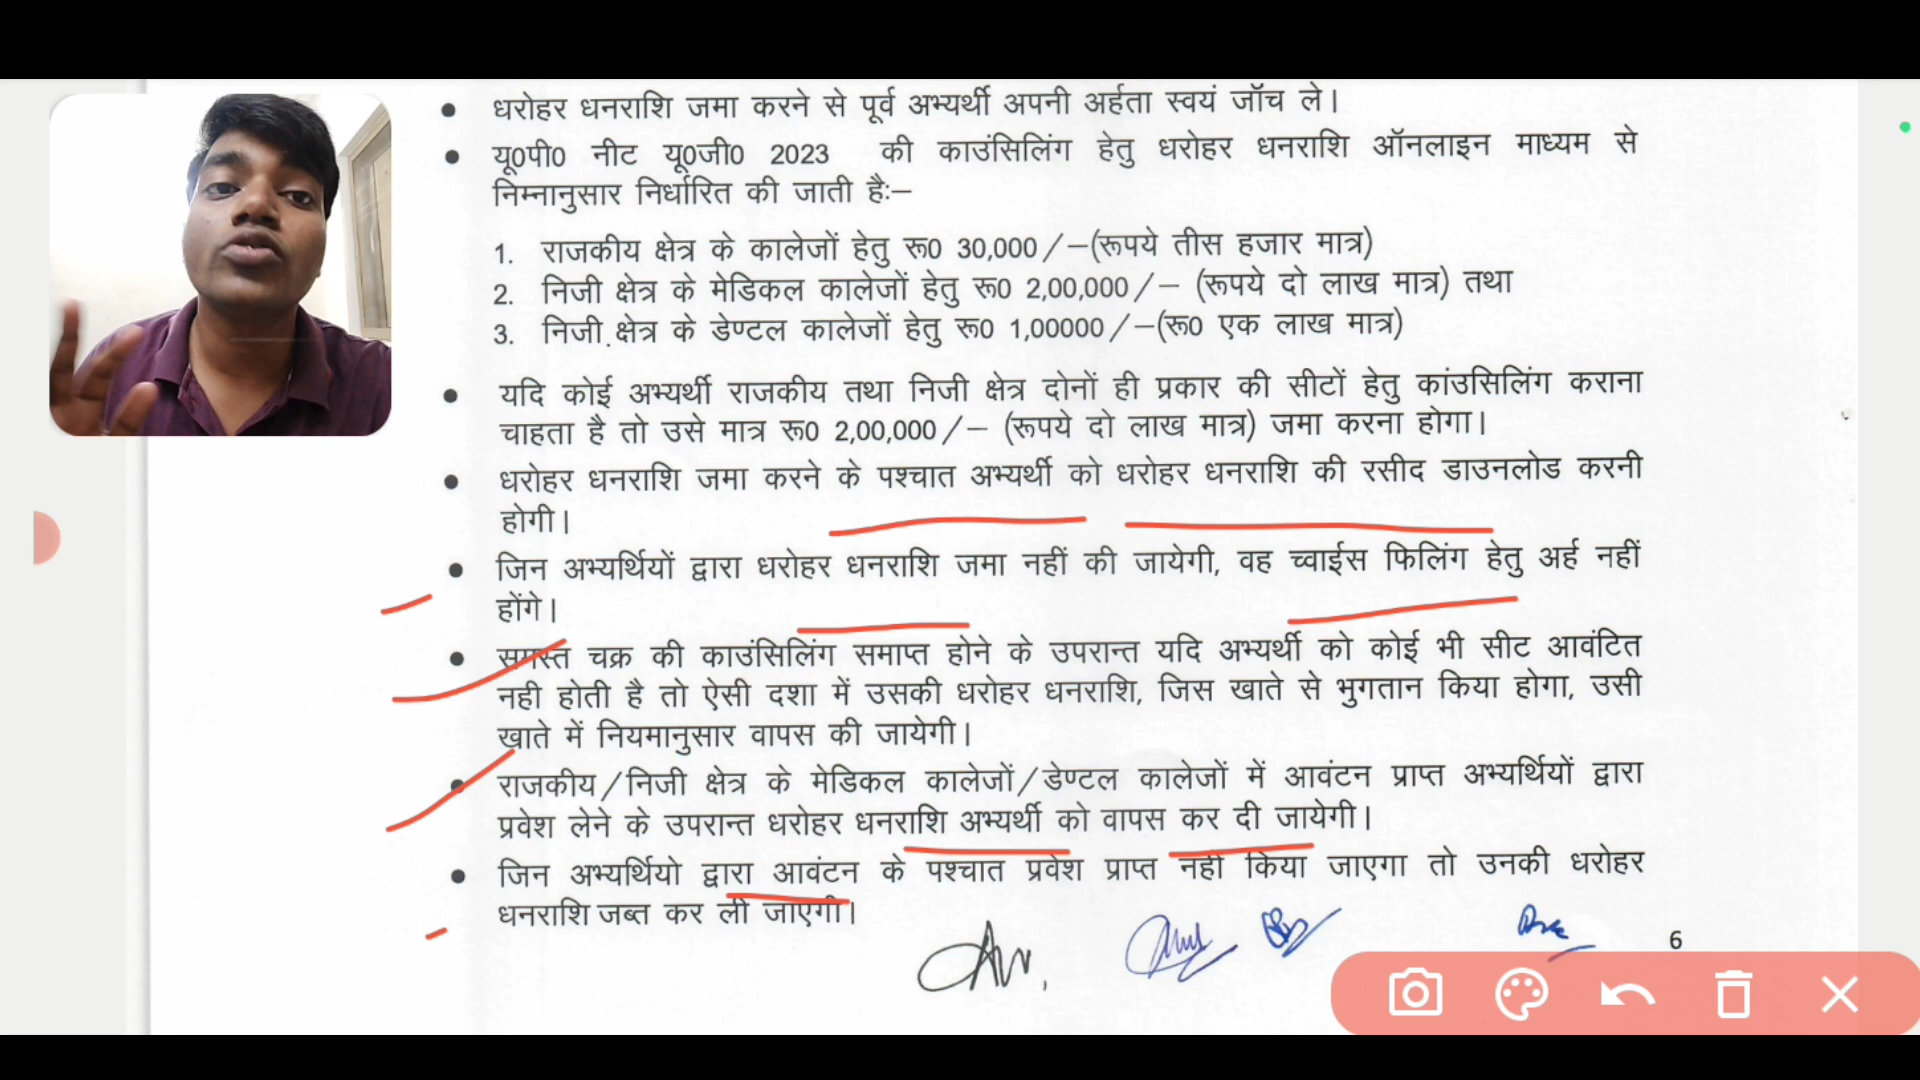 धरोहर धनराशि जमा करने से पूर्व अभ्यर्थी अपनी अर्हता स्वयं जॉच ले।
यू0पी0 नीट यू0जी0 2023 की काउंसिलिंग हेतु धरोहर धनराशि ऑनलाइन माध्यम से
निम्नानुसार निर्धारित की जाती हैः–
1. राजकीय क्षेत्र के कालेजों हेतु रू0 30,000/–(रूपये तीस हजार मात्र)
2. निजी क्षेत्र के मेडिकल कालेजों हेतु रू0 2,00,000/– (रूपये दो लाख मात्र) तथा
3. निजी क्षेत्र के डेण्टल कालेजों हेतु रू0 1,00000/–(रू0 एक लाख मात्र)
यदि कोई अभ्यर्थी राजकीय तथा निजी क्षेत्र दोनों ही प्रकार की सीटों हेतु कांउसिलिंग कराना
चाहता है तो उसे मात्र रू0 2,00,000/– (रूपये दो लाख मात्र) जमा करना होगा।
धरोहर धनराशि जमा करने के पश्चात अभ्यर्थी को धरोहर धनराशि की रसीद डाउनलोड करनी
होगी।
जिन अभ्यर्थियों द्वारा धरोहर धनराशि जमा नहीं की जायेगी, वह च्वाईस फिलिंग हेतु अर्ह नहीं
होंगे।
समस्त चक्र की काउंसिलिंग समाप्त होने के उपरान्त यदि अभ्यर्थी को कोई भी सीट आवंटित
नही होती है तो ऐसी दशा में उसकी धरोहर धनराशि, जिस खाते से भुगतान किया होगा, उसी
खाते में नियमानुसार वापस की जायेगी।
राजकीय/निजी क्षेत्र के मेडिकल कालेजों/डेण्टल कालेजों में आवंटन प्राप्त अभ्यर्थियों द्वारा
प्रवेश लेने के उपरान्त धरोहर धनराशि अभ्यर्थी को वापस कर दी जायेगी।
जिन अभ्यर्थियो द्वारा आवंटन के पश्चात प्रवेश प्राप्त नही किया जाएगा तो उनकी धरोहर
धनराशि जब्त कर ली जाएगी।
6